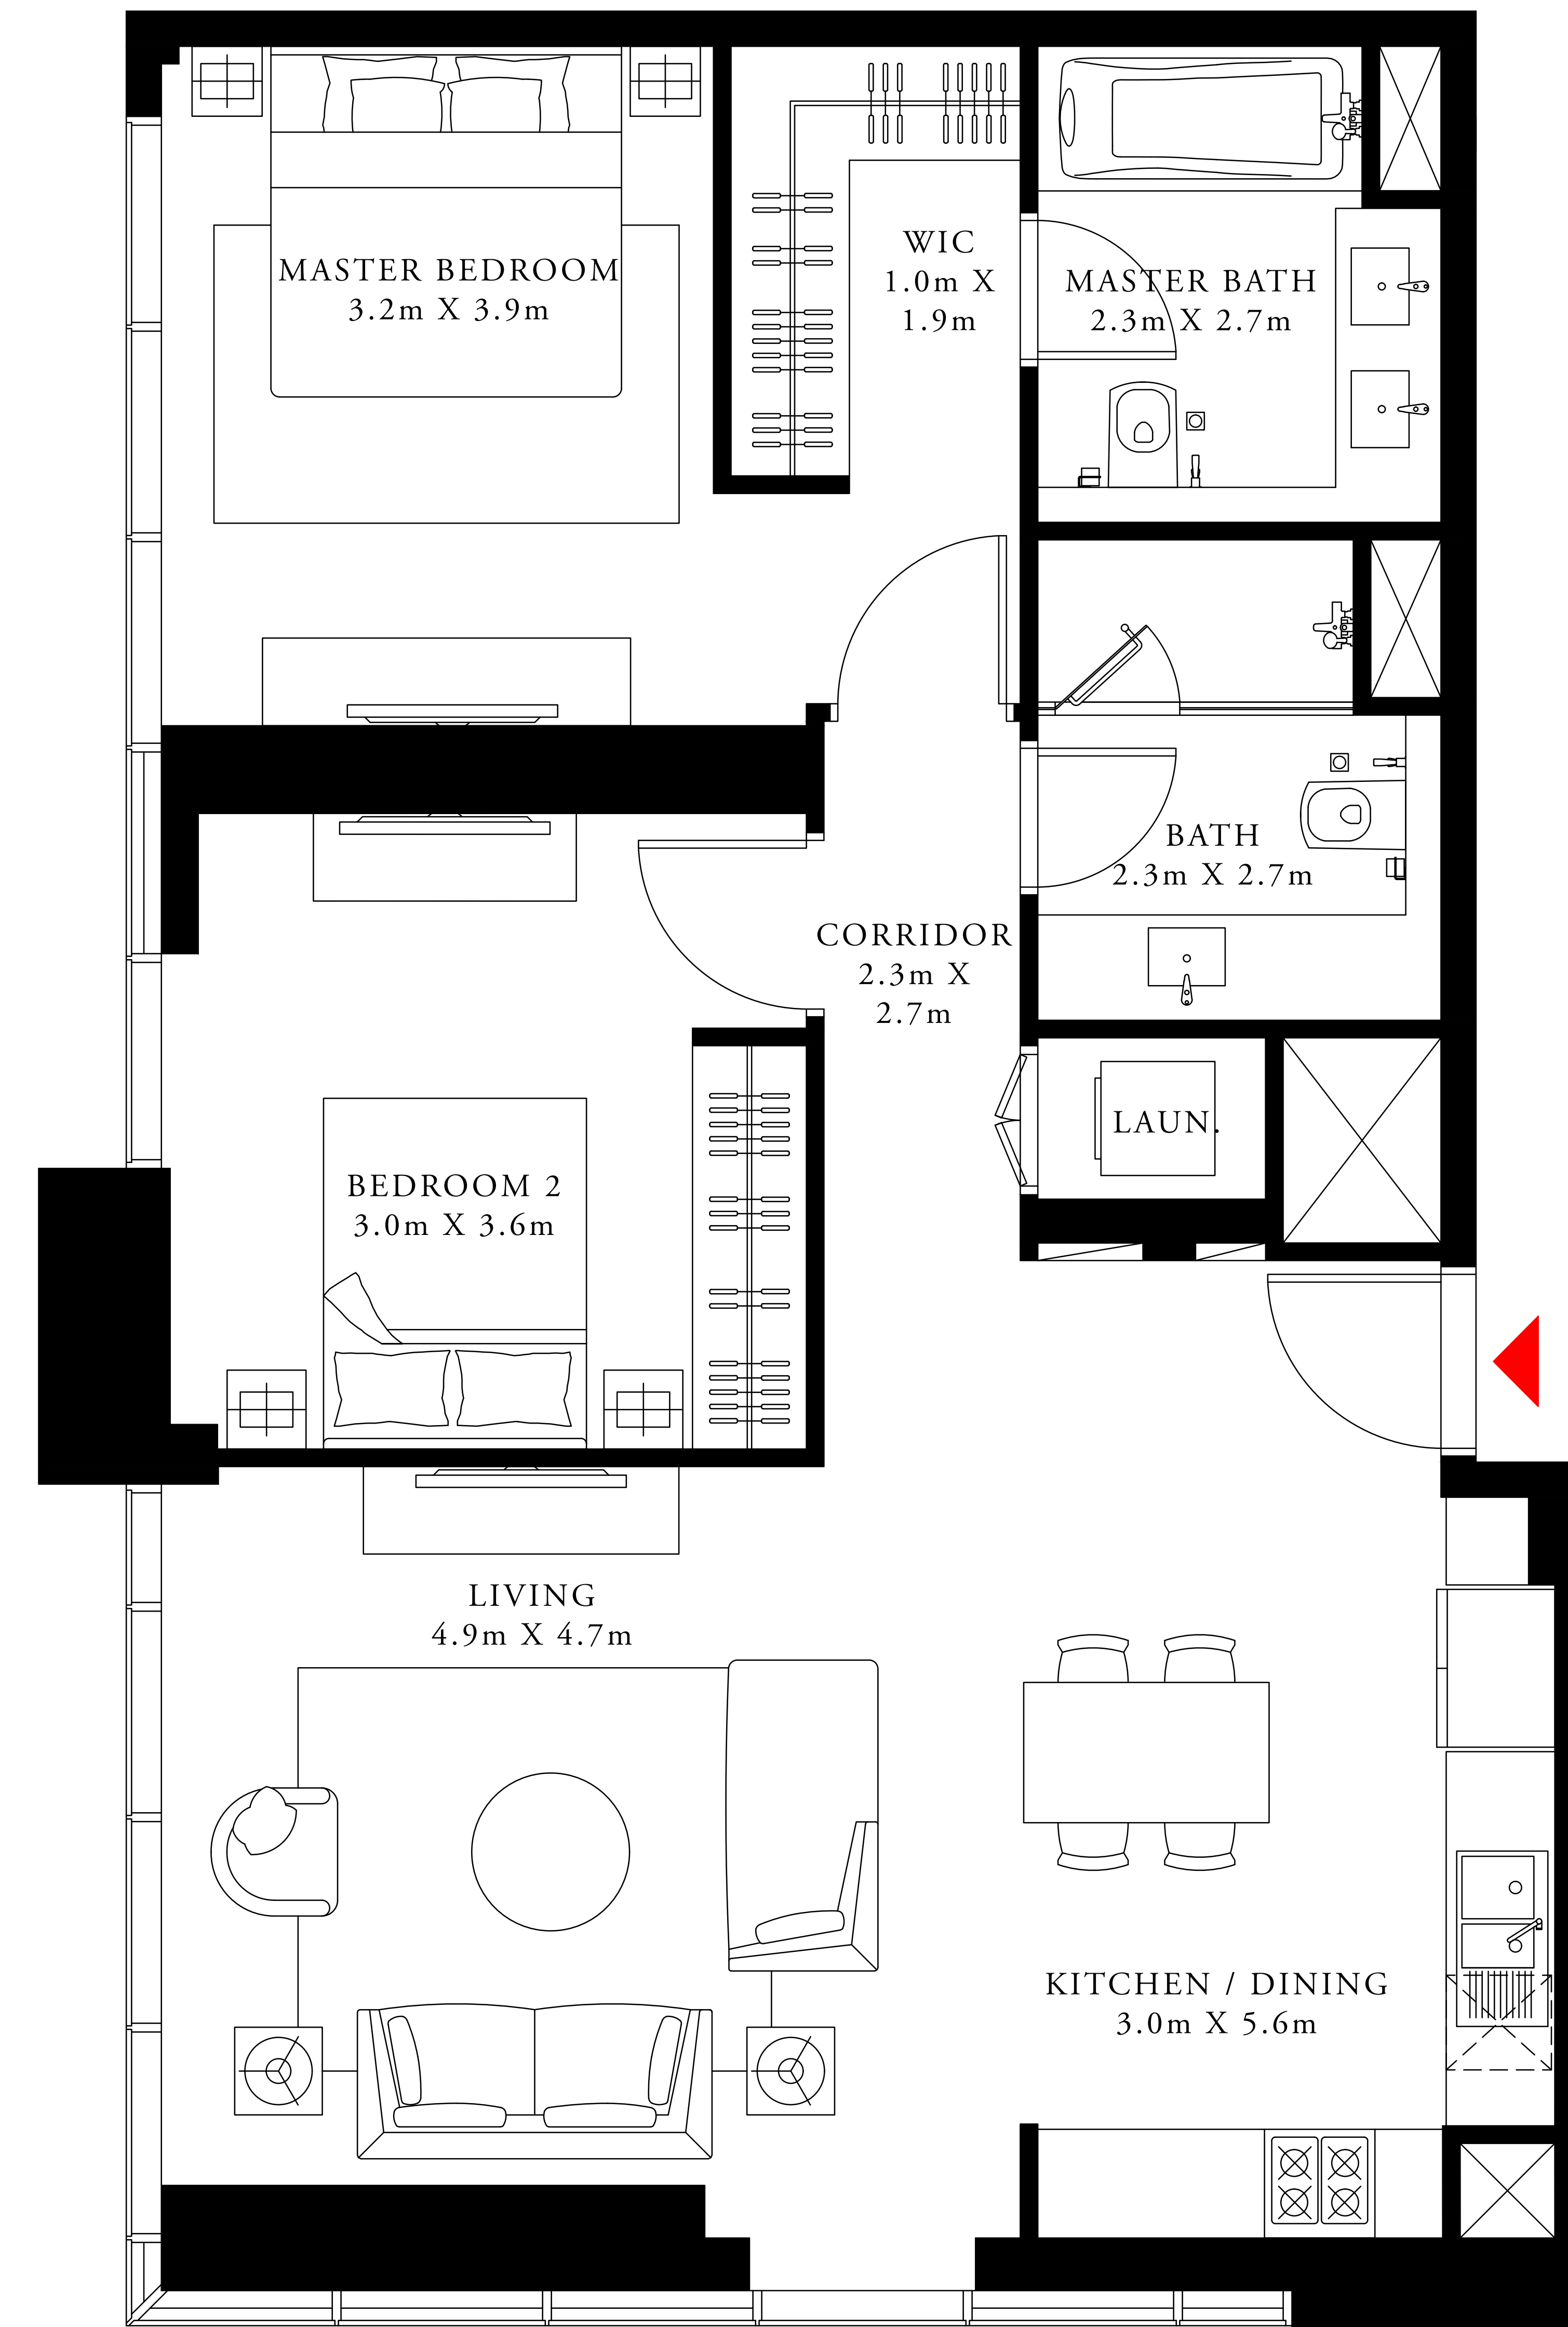 MASTER BEDROOM
3.2m X 3.9m
WIC
1.0m X
1.9m
MASTER BATH
2.3m X 2.7m
BATH
2.3m X 2.7m
CORRIDOR
2.3m X
2.7m
LAUN.
BEDROOM 2
3.0m X 3.6m
LIVING
4.9m X 4.7m
KITCHEN / DINING
3.0m X 5.6m